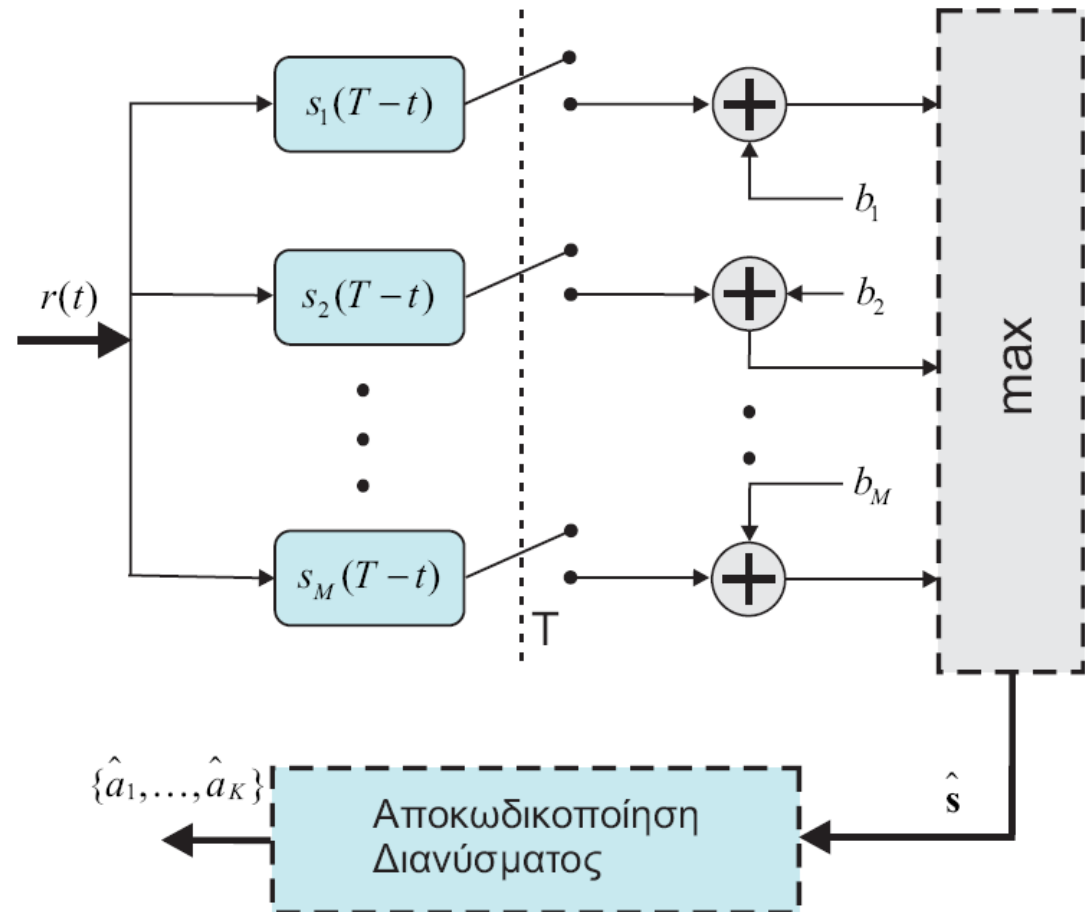 s₁(T−t)
b₁
r(t)
s₂(T−t)
b₂
max
b_M
s_M(T−t)
T
{â₁,…,â_K}
Αποκωδικοποίηση
Διανύσματος
ŝ